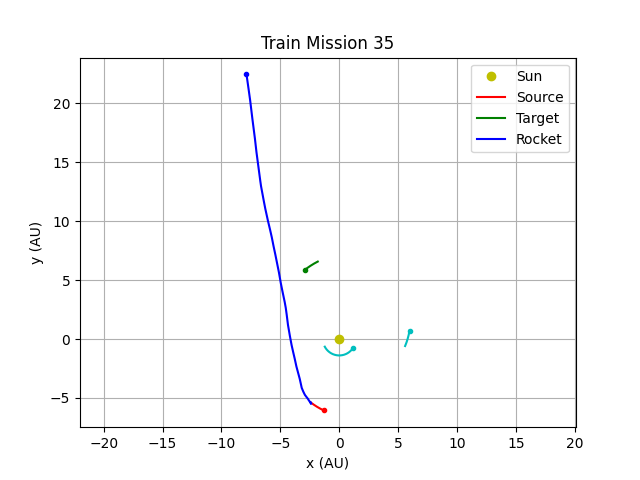 Train Mission 35
Sun
Source
Target
Rocket
20
15
10
5
0
−5
y (AU)
−20 −15 −10 −5 0 5 10 15 20
x (AU)